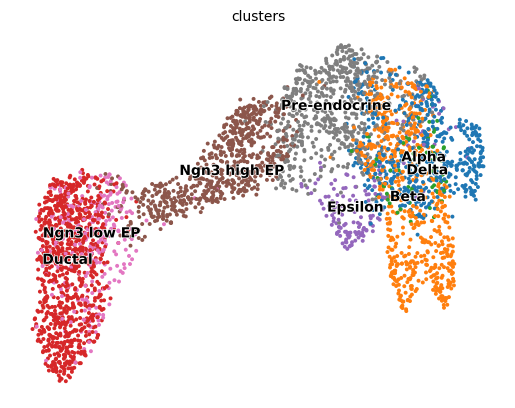 clusters
Pre-endocrine
Alpha
Ngn3 high EP
Delta
Beta
Epsilon
Ngn3 low EP
Ductal